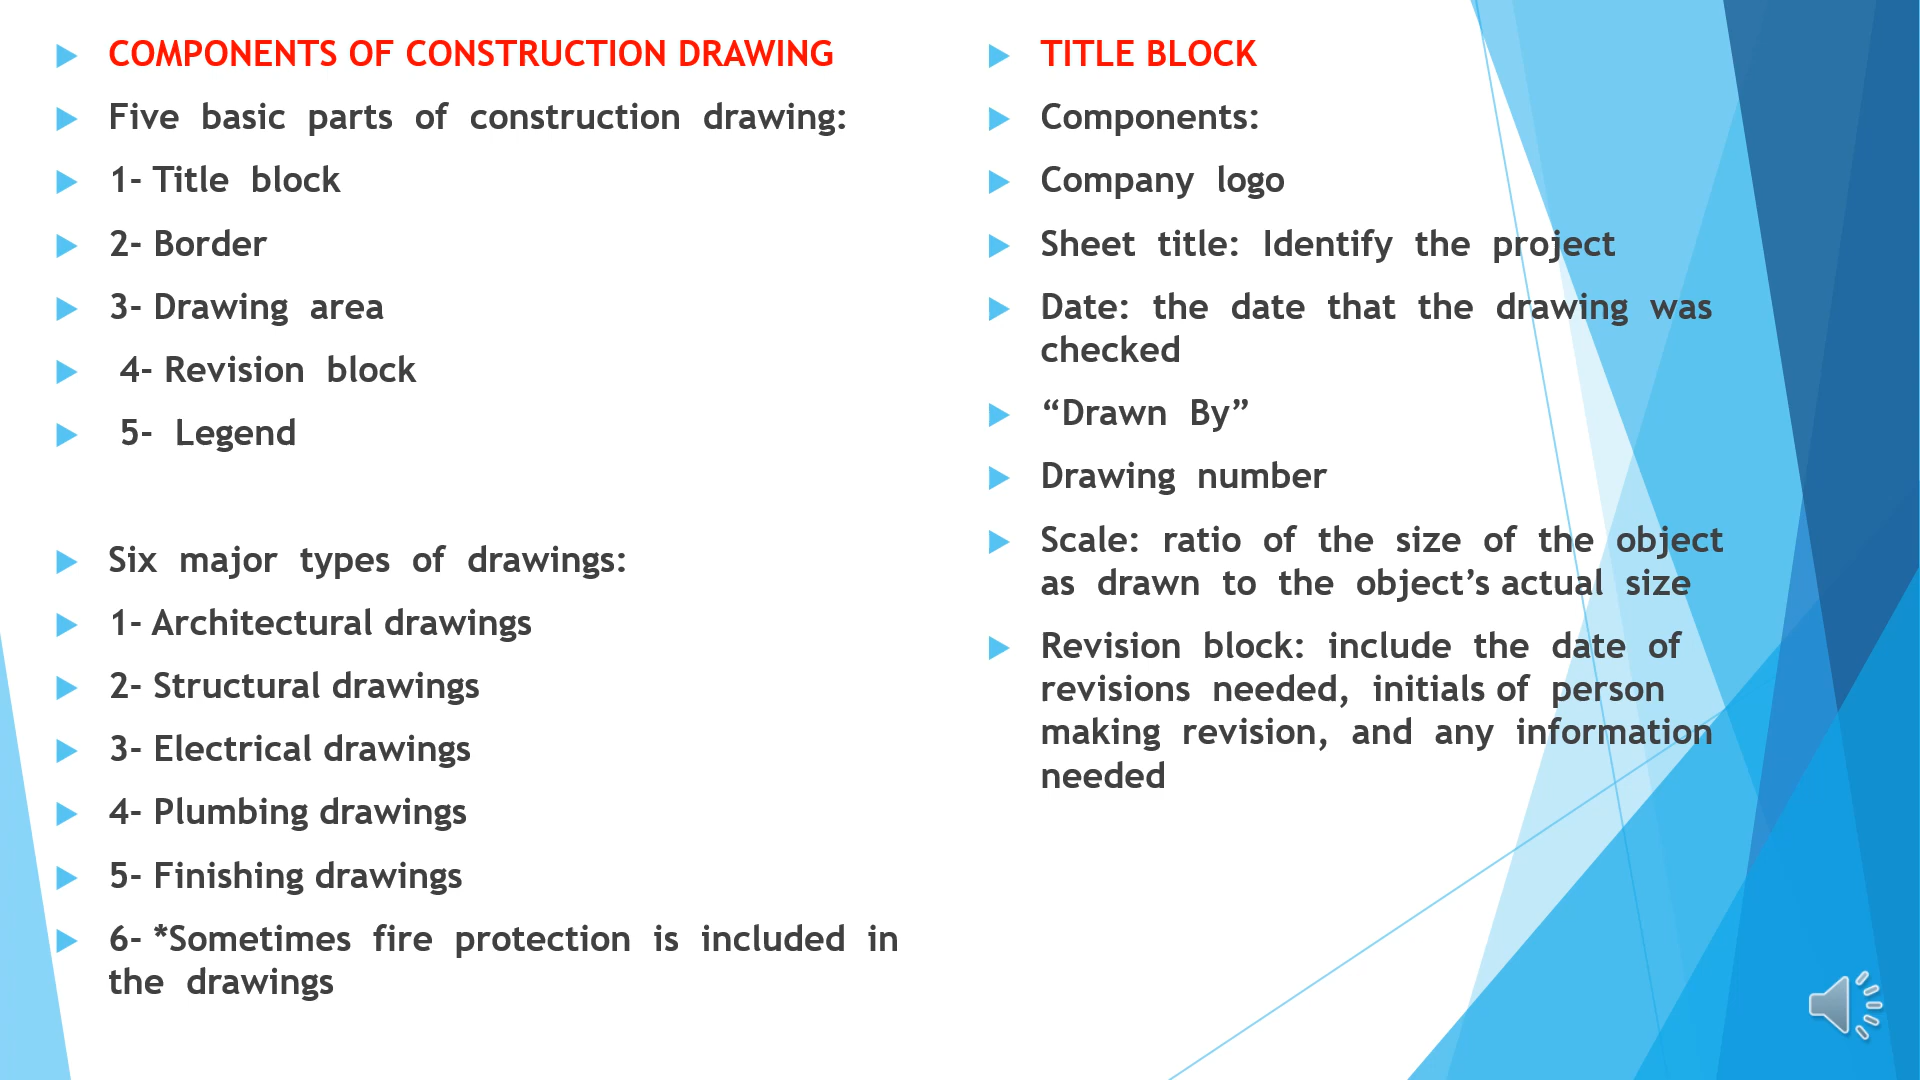 COMPONENTS OF CONSTRUCTION DRAWING
Five basic parts of construction drawing:
1- Title block
2- Border
3- Drawing area
4- Revision block
5- Legend
Six major types of drawings:
1- Architectural drawings
2- Structural drawings
3- Electrical drawings
4- Plumbing drawings
5- Finishing drawings
6- *Sometimes fire protection is included in
the drawings
TITLE BLOCK
Components:
Company logo
Sheet title: Identify the project
Date: the date that the drawing was
checked
“Drawn By”
Drawing number
Scale: ratio of the size of the object
as drawn to the object’s actual size
Revision block: include the date of
revisions needed, initials of person
making revision, and any information
needed